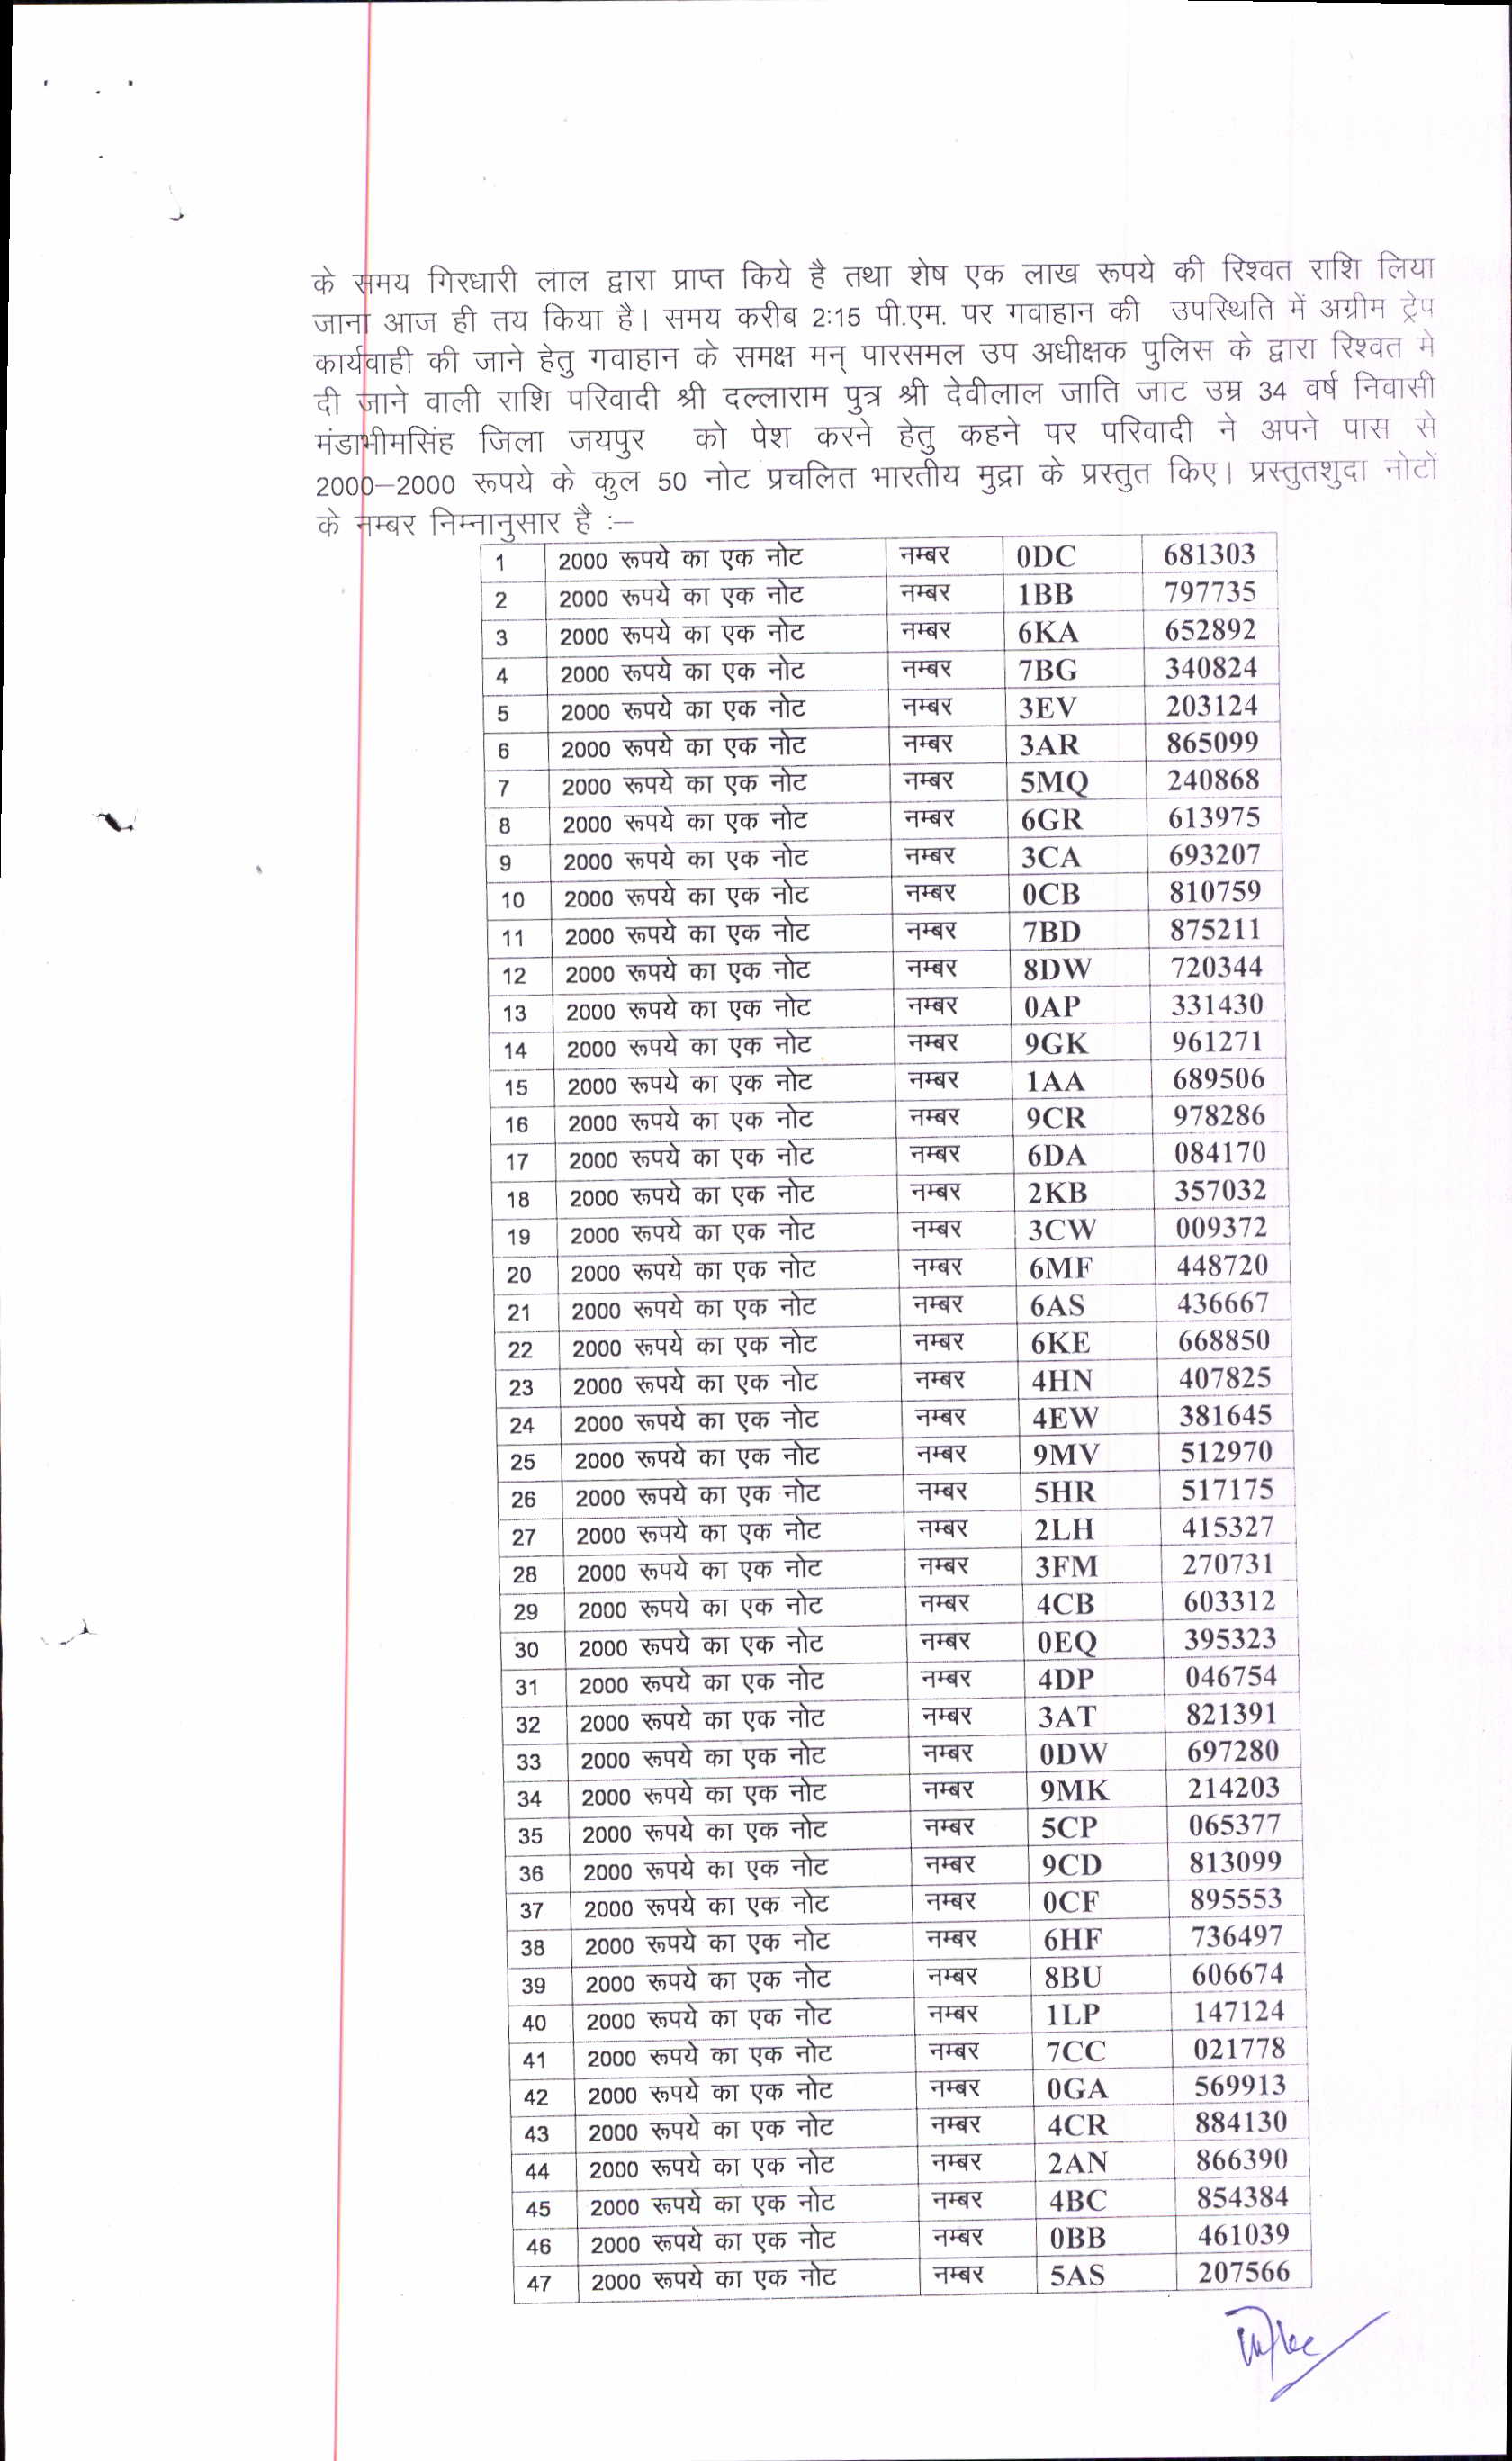 के समय गिरधारी लाल द्वारा प्राप्त किये है तथा शेष एक लाख रूपये की रिश्वत राशि लिया
जाना आज ही तय किया है। समय करीब 2:15 पी.एम. पर गवाहान की उपस्थिति में अग्रीम ट्रेप
कार्यवाही की जाने हेतु गवाहान के समक्ष मन् पारसमल उप अधीक्षक पुलिस के द्वारा रिश्वत मे
दी जाने वाली राशि परिवादी श्री दल्लाराम पुत्र श्री देवीलाल जाति जाट उम्र 34 वर्ष निवासी
मंडाभीमसिंह जिला जयपुर को पेश करने हेतु कहने पर परिवादी ने अपने पास से
2000–2000 रूपये के कुल 50 नोट प्रचलित भारतीय मुद्रा के प्रस्तुत किए। प्रस्तुतशुदा नोटों
के नम्बर निम्नानुसार है :–
1 2000 रूपये का एक नोट नम्बर 0DC 681303
2 2000 रूपये का एक नोट नम्बर 1BB 797735
3 2000 रूपये का एक नोट नम्बर 6KA 652892
4 2000 रूपये का एक नोट नम्बर 7BG 340824
5 2000 रूपये का एक नोट नम्बर 3EV 203124
6 2000 रूपये का एक नोट नम्बर 3AR 865099
7 2000 रूपये का एक नोट नम्बर 5MQ 240868
8 2000 रूपये का एक नोट नम्बर 6GR 613975
9 2000 रूपये का एक नोट नम्बर 3CA 693207
10 2000 रूपये का एक नोट नम्बर 0CB 810759
11 2000 रूपये का एक नोट नम्बर 7BD 875211
12 2000 रूपये का एक नोट नम्बर 8DW 720344
13 2000 रूपये का एक नोट नम्बर 0AP 331430
14 2000 रूपये का एक नोट नम्बर 9GK 961271
15 2000 रूपये का एक नोट नम्बर 1AA 689506
16 2000 रूपये का एक नोट नम्बर 9CR 978286
17 2000 रूपये का एक नोट नम्बर 6DA 084170
18 2000 रूपये का एक नोट नम्बर 2KB 357032
19 2000 रूपये का एक नोट नम्बर 3CW 009372
20 2000 रूपये का एक नोट नम्बर 6MF 448720
21 2000 रूपये का एक नोट नम्बर 6AS 436667
22 2000 रूपये का एक नोट नम्बर 6KE 668850
23 2000 रूपये का एक नोट नम्बर 4HN 407825
24 2000 रूपये का एक नोट नम्बर 4EW 381645
25 2000 रूपये का एक नोट नम्बर 9MV 512970
26 2000 रूपये का एक नोट नम्बर 5HR 517175
27 2000 रूपये का एक नोट नम्बर 2LH 415327
28 2000 रूपये का एक नोट नम्बर 3FM 270731
29 2000 रूपये का एक नोट नम्बर 4CB 603312
30 2000 रूपये का एक नोट नम्बर 0EQ 395323
31 2000 रूपये का एक नोट नम्बर 4DP 046754
32 2000 रूपये का एक नोट नम्बर 3AT 821391
33 2000 रूपये का एक नोट नम्बर 0DW 697280
34 2000 रूपये का एक नोट नम्बर 9MK 214203
35 2000 रूपये का एक नोट नम्बर 5CP 065377
36 2000 रूपये का एक नोट नम्बर 9CD 813099
37 2000 रूपये का एक नोट नम्बर 0CF 895553
38 2000 रूपये का एक नोट नम्बर 6HF 736497
39 2000 रूपये का एक नोट नम्बर 8BU 606674
40 2000 रूपये का एक नोट नम्बर 1LP 147124
41 2000 रूपये का एक नोट नम्बर 7CC 021778
42 2000 रूपये का एक नोट नम्बर 0GA 569913
43 2000 रूपये का एक नोट नम्बर 4CR 884130
44 2000 रूपये का एक नोट नम्बर 2AN 866390
45 2000 रूपये का एक नोट नम्बर 4BC 854384
46 2000 रूपये का एक नोट नम्बर 0BB 461039
47 2000 रूपये का एक नोट नम्बर 5AS 207566